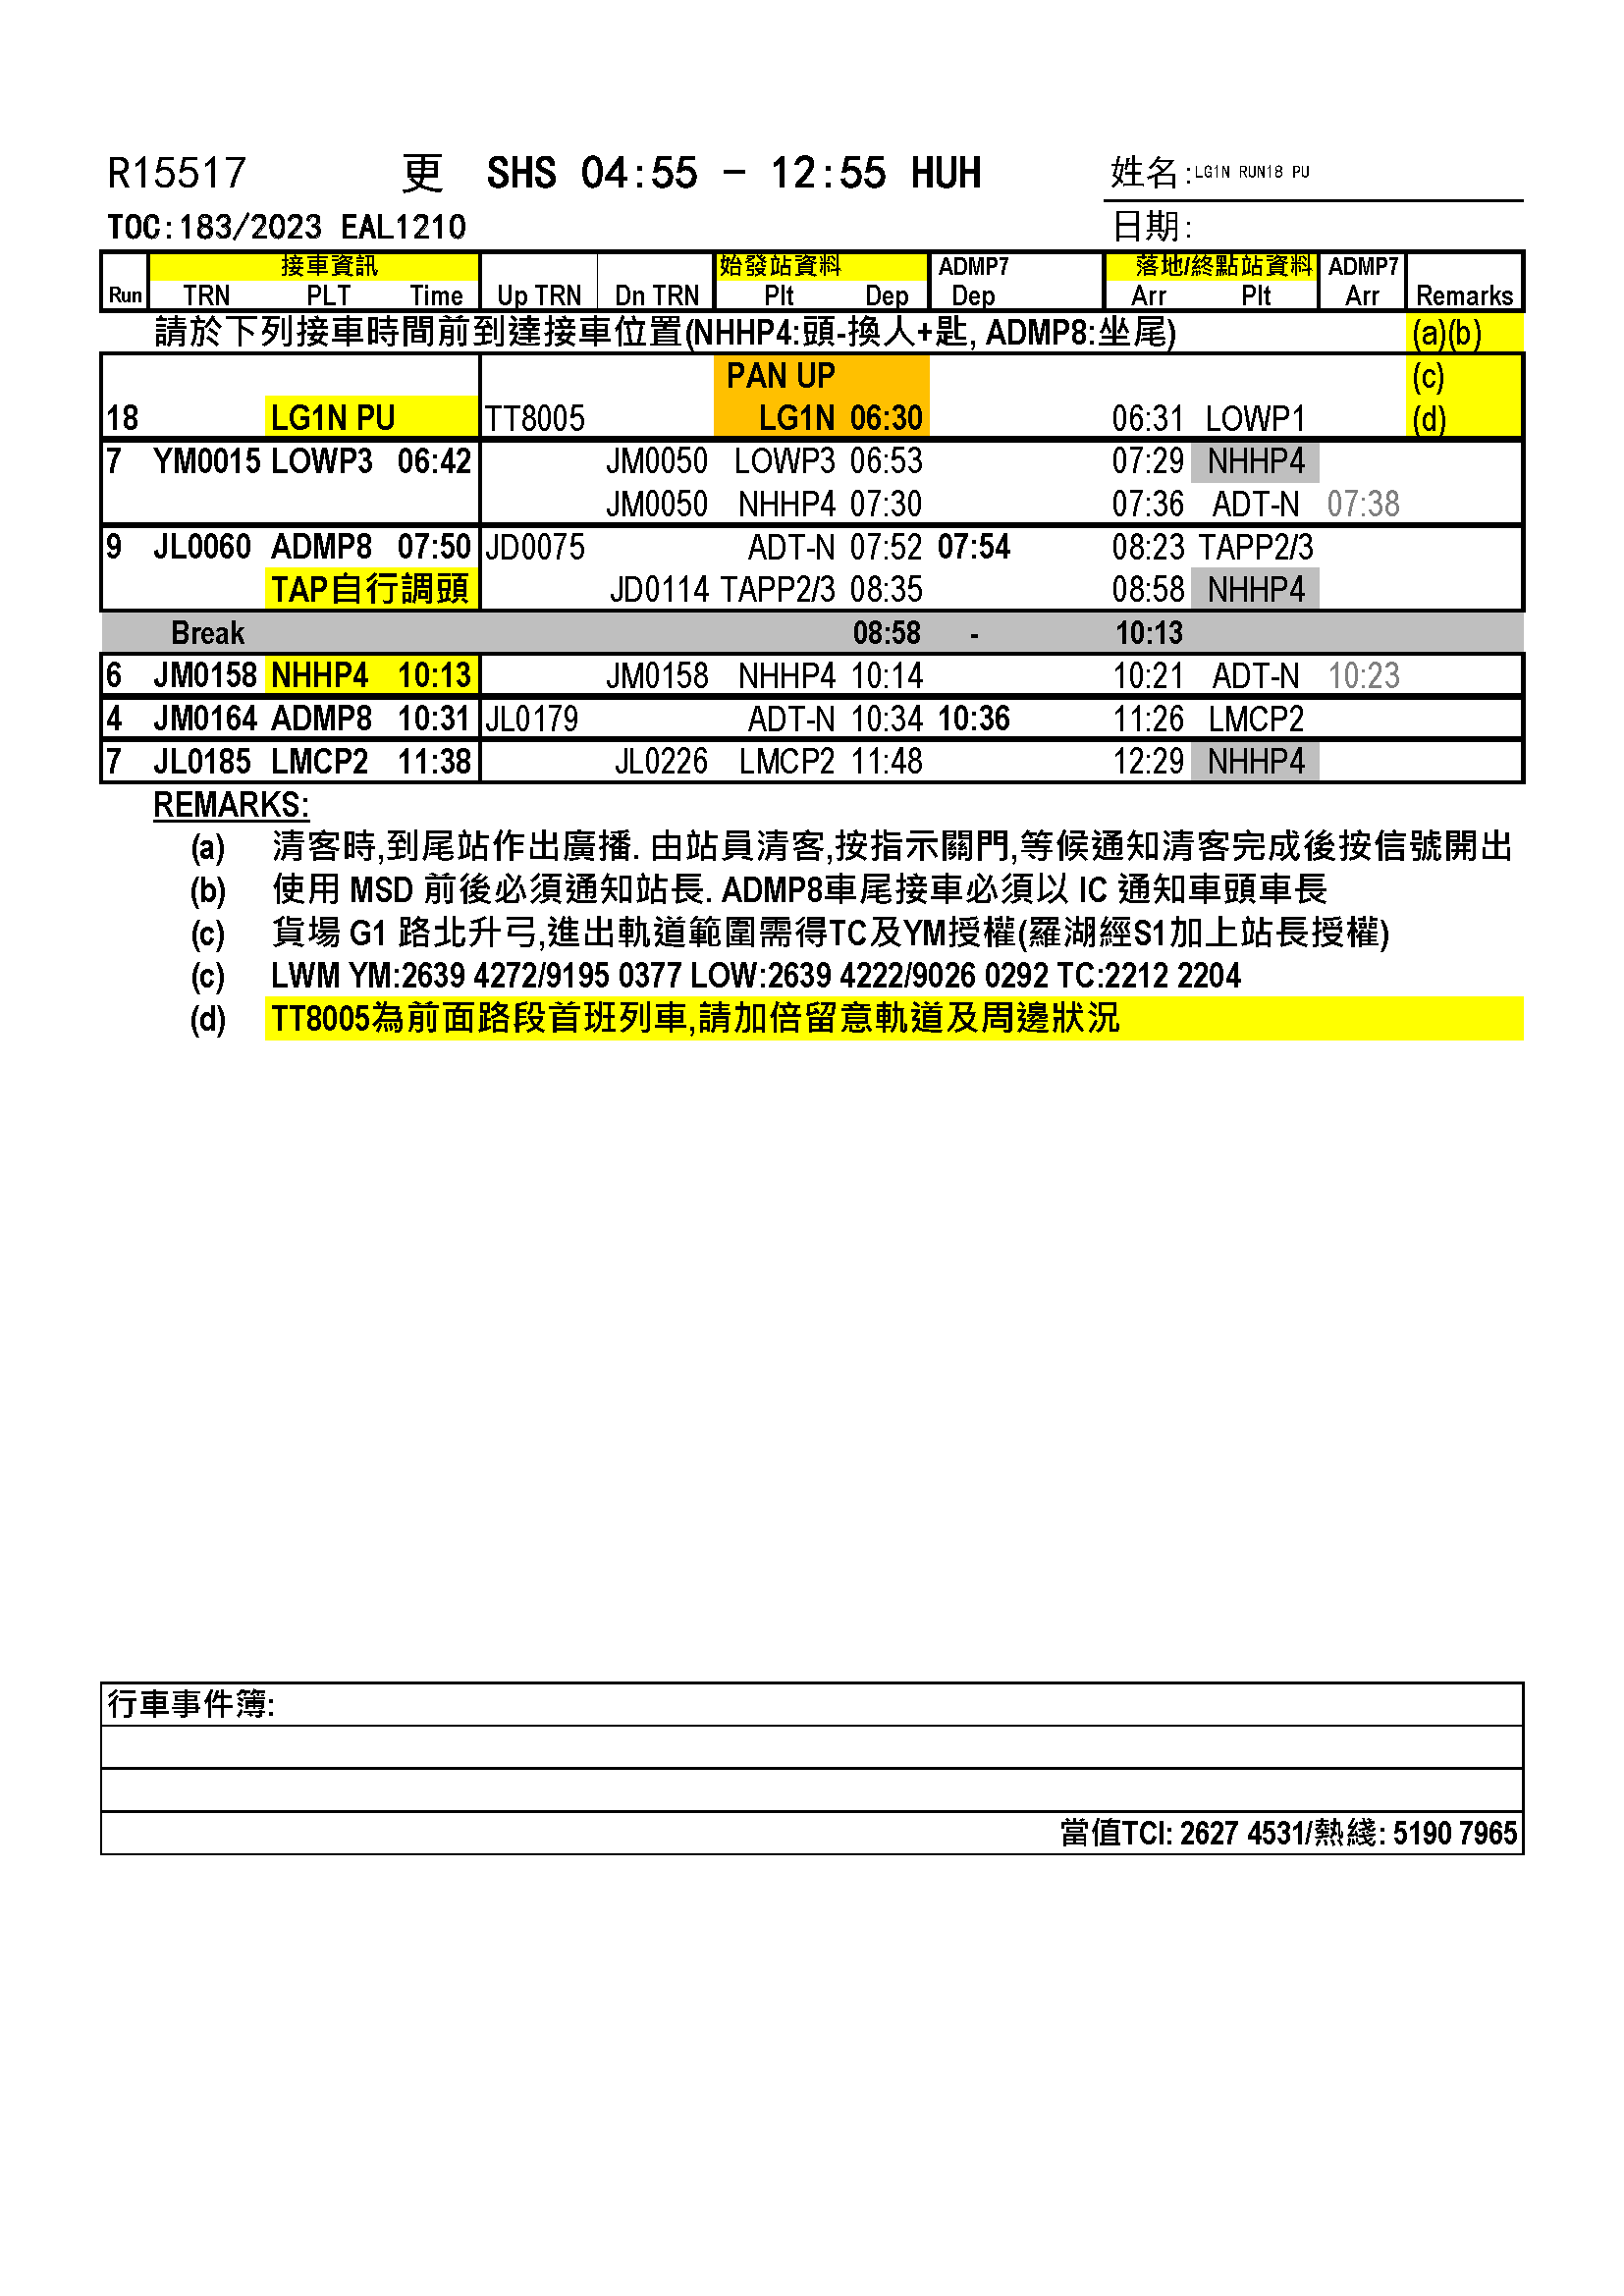 R15517 更 SHS 04:55 - 12:55 HUH 姓名:LG1N RUN18 PU
TOC:183/2023 EAL1210 日期:
接車資訊 始發站資料 ADMP7 落地/終點站資料 ADMP7
Run TRN PLT Time Up TRN Dn TRN Plt Dep Dep Arr Plt Arr Remarks
請於下列接車時間前到達接車位置(NHHP4:頭-換人+匙, ADMP8:坐尾) (a)(b)
PAN UP (c)
18 LG1N PU TT8005 LG1N 06:30 06:31 LOWP1 (d)
7 YM0015 LOWP3 06:42 JM0050 LOWP3 06:53 07:29 NHHP4
JM0050 NHHP4 07:30 07:36 ADT-N 07:38
9 JL0060 ADMP8 07:50 JD0075 ADT-N 07:52 07:54 08:23 TAPP2/3
TAP自行調頭 JD0114 TAPP2/3 08:35 08:58 NHHP4
Break 08:58 - 10:13
6 JM0158 NHHP4 10:13 JM0158 NHHP4 10:14 10:21 ADT-N 10:23
4 JM0164 ADMP8 10:31 JL0179 ADT-N 10:34 10:36 11:26 LMCP2
7 JL0185 LMCP2 11:38 JL0226 LMCP2 11:48 12:29 NHHP4
REMARKS:
(a) 清客時,到尾站作出廣播. 由站員清客,按指示關門,等候通知清客完成後按信號開出
(b) 使用 MSD 前後必須通知站長. ADMP8車尾接車必須以 IC 通知車頭車長
(c) 貨場 G1 路北升弓,進出軌道範圍需得TC及YM授權(羅湖經S1加上站長授權)
(c) LWM YM:2639 4272/9195 0377 LOW:2639 4222/9026 0292 TC:2212 2204
(d) TT8005為前面路段首班列車,請加倍留意軌道及周邊狀況
行車事件簿:
當值TCI: 2627 4531/熱綫: 5190 7965